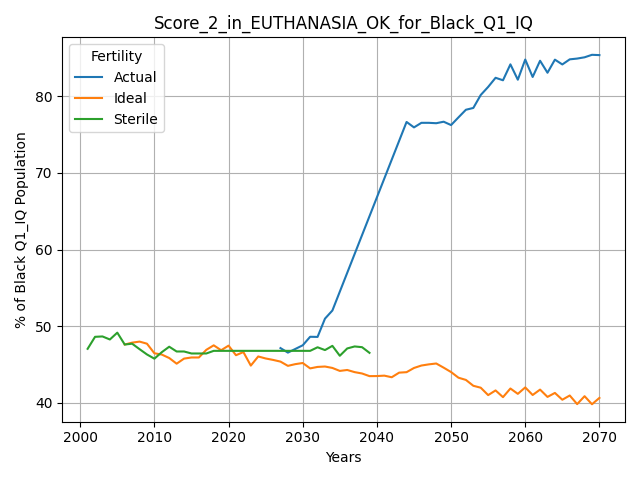 Score_2_in_EUTHANASIA_OK_for_Black_Q1_IQ
Fertility
Actual
Ideal
Sterile
% of Black Q1_IQ Population
80
70
60
50
40
2000 2010 2020 2030 2040 2050 2060 2070
Years